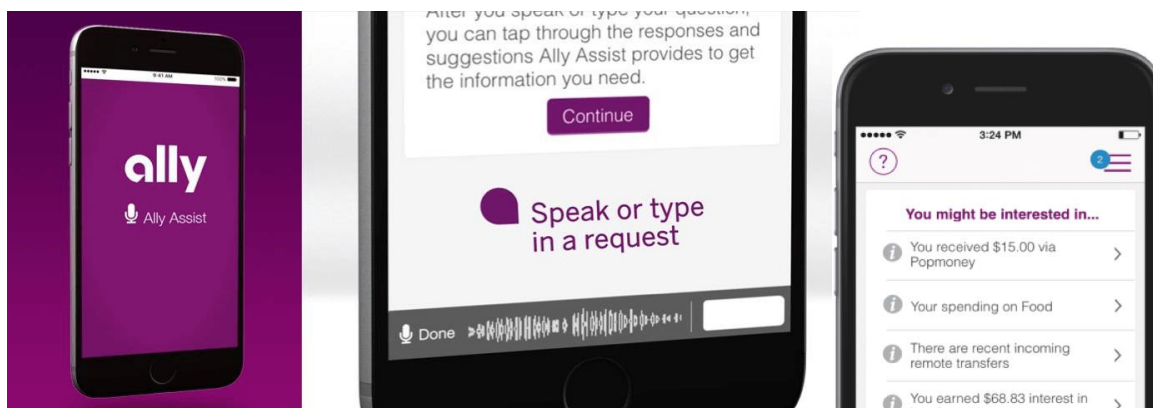 9:41 AM
100%
ally
Ally Assist
After you speak or type your question,
you can tap through the responses and
suggestions Ally Assist provides to get
the information you need.
Continue
Speak or type
in a request
Done
3:24 PM
?
2
You might be interested in...
You received $15.00 via
Popmoney
Your spending on Food
There are recent incoming
remote transfers
You earned $68.83 interest in